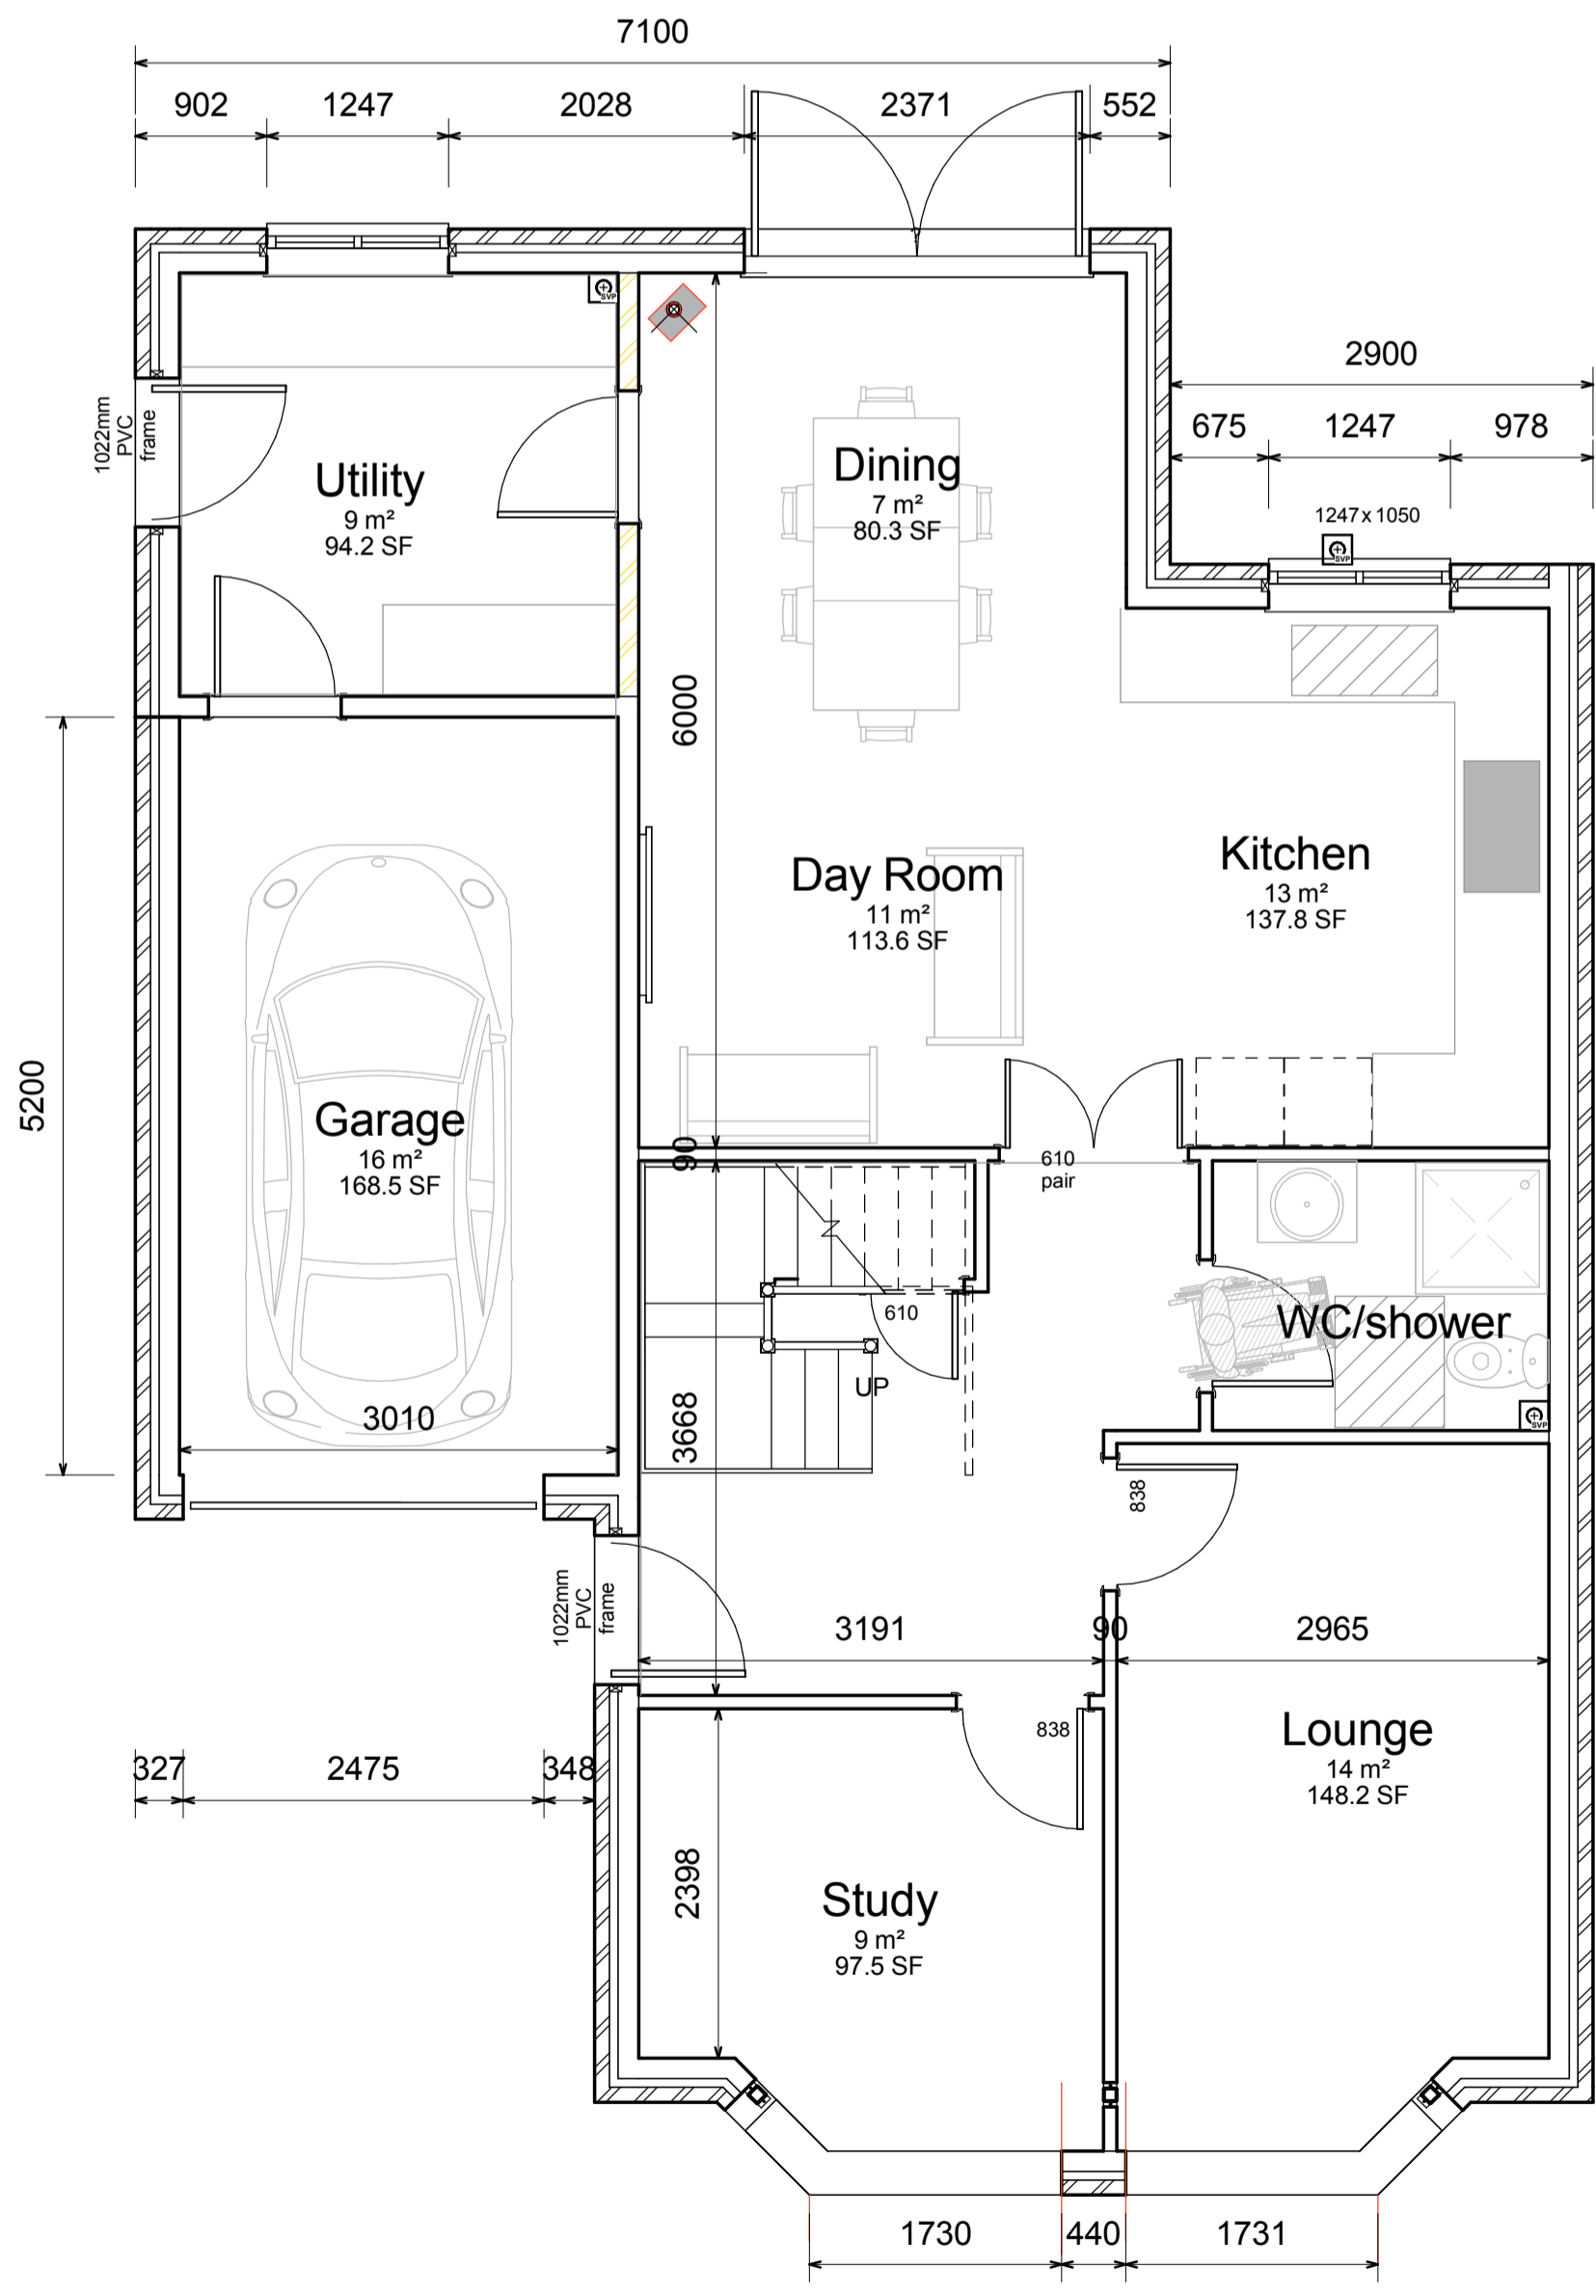 7100
902
1247
2028
2371
552
2900
675
1247
978
1247 x 1050
SVP
SVP
1022mm
PVC
frame
Utility
9 m²
94.2 SF
Dining
7 m²
80.3 SF
6000
Day Room
11 m²
113.6 SF
Kitchen
13 m²
137.8 SF
5200
Garage
16 m²
168.5 SF
3010
90
610
pair
610
UP
3668
WC/shower
SVP
838
1022mm
PVC
frame
3191
90
2965
838
327
2475
348
Lounge
14 m²
148.2 SF
2398
Study
9 m²
97.5 SF
1730
440
1731